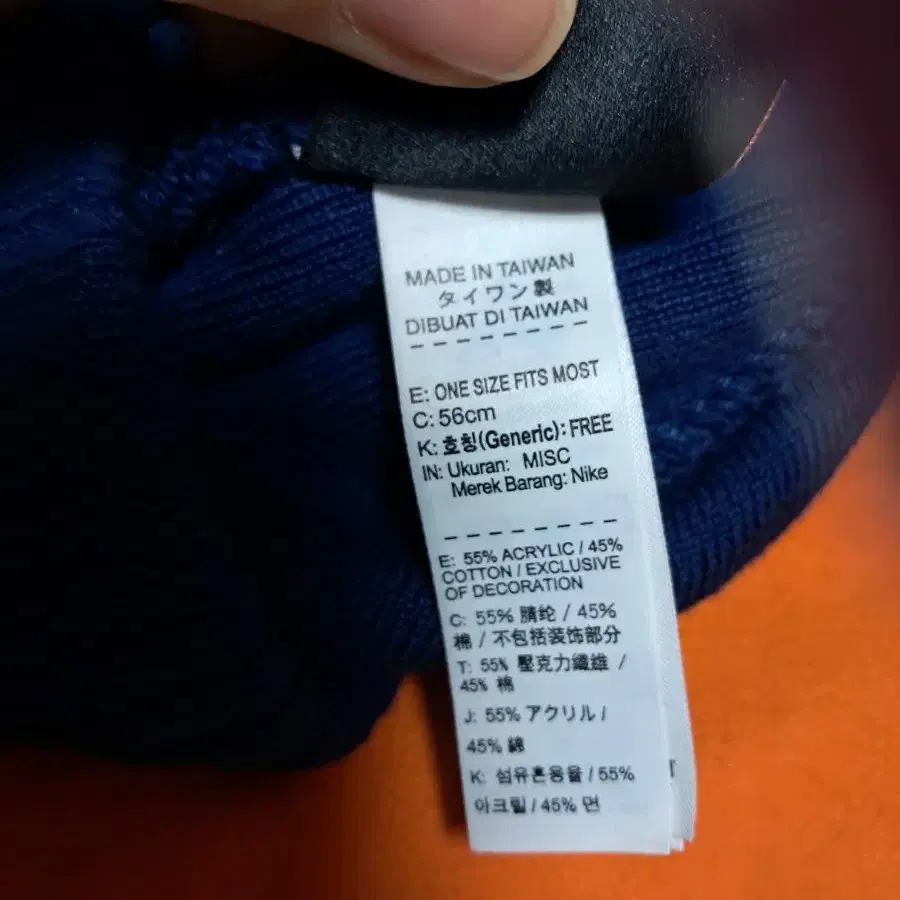 MADE IN TAIWAN
タイワン製
DIBUAT DI TAIWAN
E: ONE SIZE FITS MOST
C: 56cm
K: 호칭(Generic): FREE
IN: Ukuran: MISC
Merek Barang: Nike
E: 55% ACRYLIC / 45%
COTTON / EXCLUSIVE
OF DECORATION
C: 55% 腈纶 / 45%
棉 / 不包括装饰部分
T: 55% 壓克力纖維 /
45% 棉
J: 55% アクリル /
45% 綿
K: 섬유혼용율 / 55%
아크릴 / 45% 면